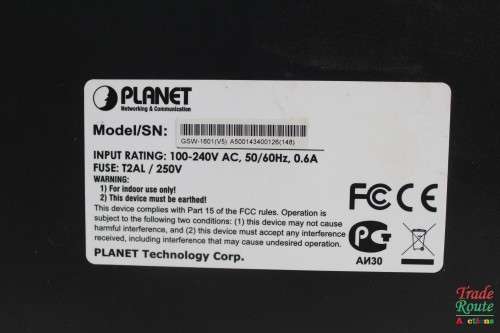 PLANET
Networking & Communication
Model/SN:
GSW-1601(V5) A500143400126(148)
INPUT RATING: 100-240V AC, 50/60Hz, 0.6A
FUSE: T2AL / 250V
WARNING:
1) For indoor use only!
2) This device must be earthed!
This device complies with Part 15 of the FCC rules. Operation is
subject to the following two conditions: (1) this device may not cause
harmful interference, and (2) this device must accept any interference
received, including interference that may cause undesired operation.
PLANET Technology Corp.
FC CE
PG
АИ30
Trade
Route
Auctions